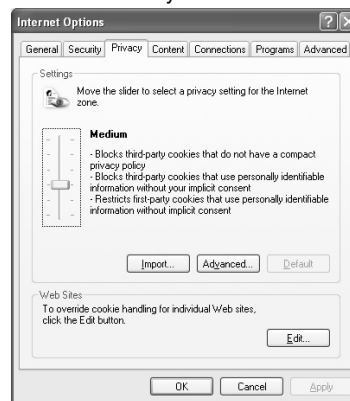 Internet Options
General Security Privacy Content Connections Programs Advanced
Settings
Move the slider to select a privacy setting for the Internet
zone.
Medium
- Blocks third-party cookies that do not have a compact
privacy policy
- Blocks third-party cookies that use personally identifiable
information without your implicit consent
- Restricts first-party cookies that use personally identifiable
information without implicit consent
Import... Advanced... Default
Web Sites
To override cookie handling for individual Web sites,
click the Edit button.
Edit...
OK Cancel Apply